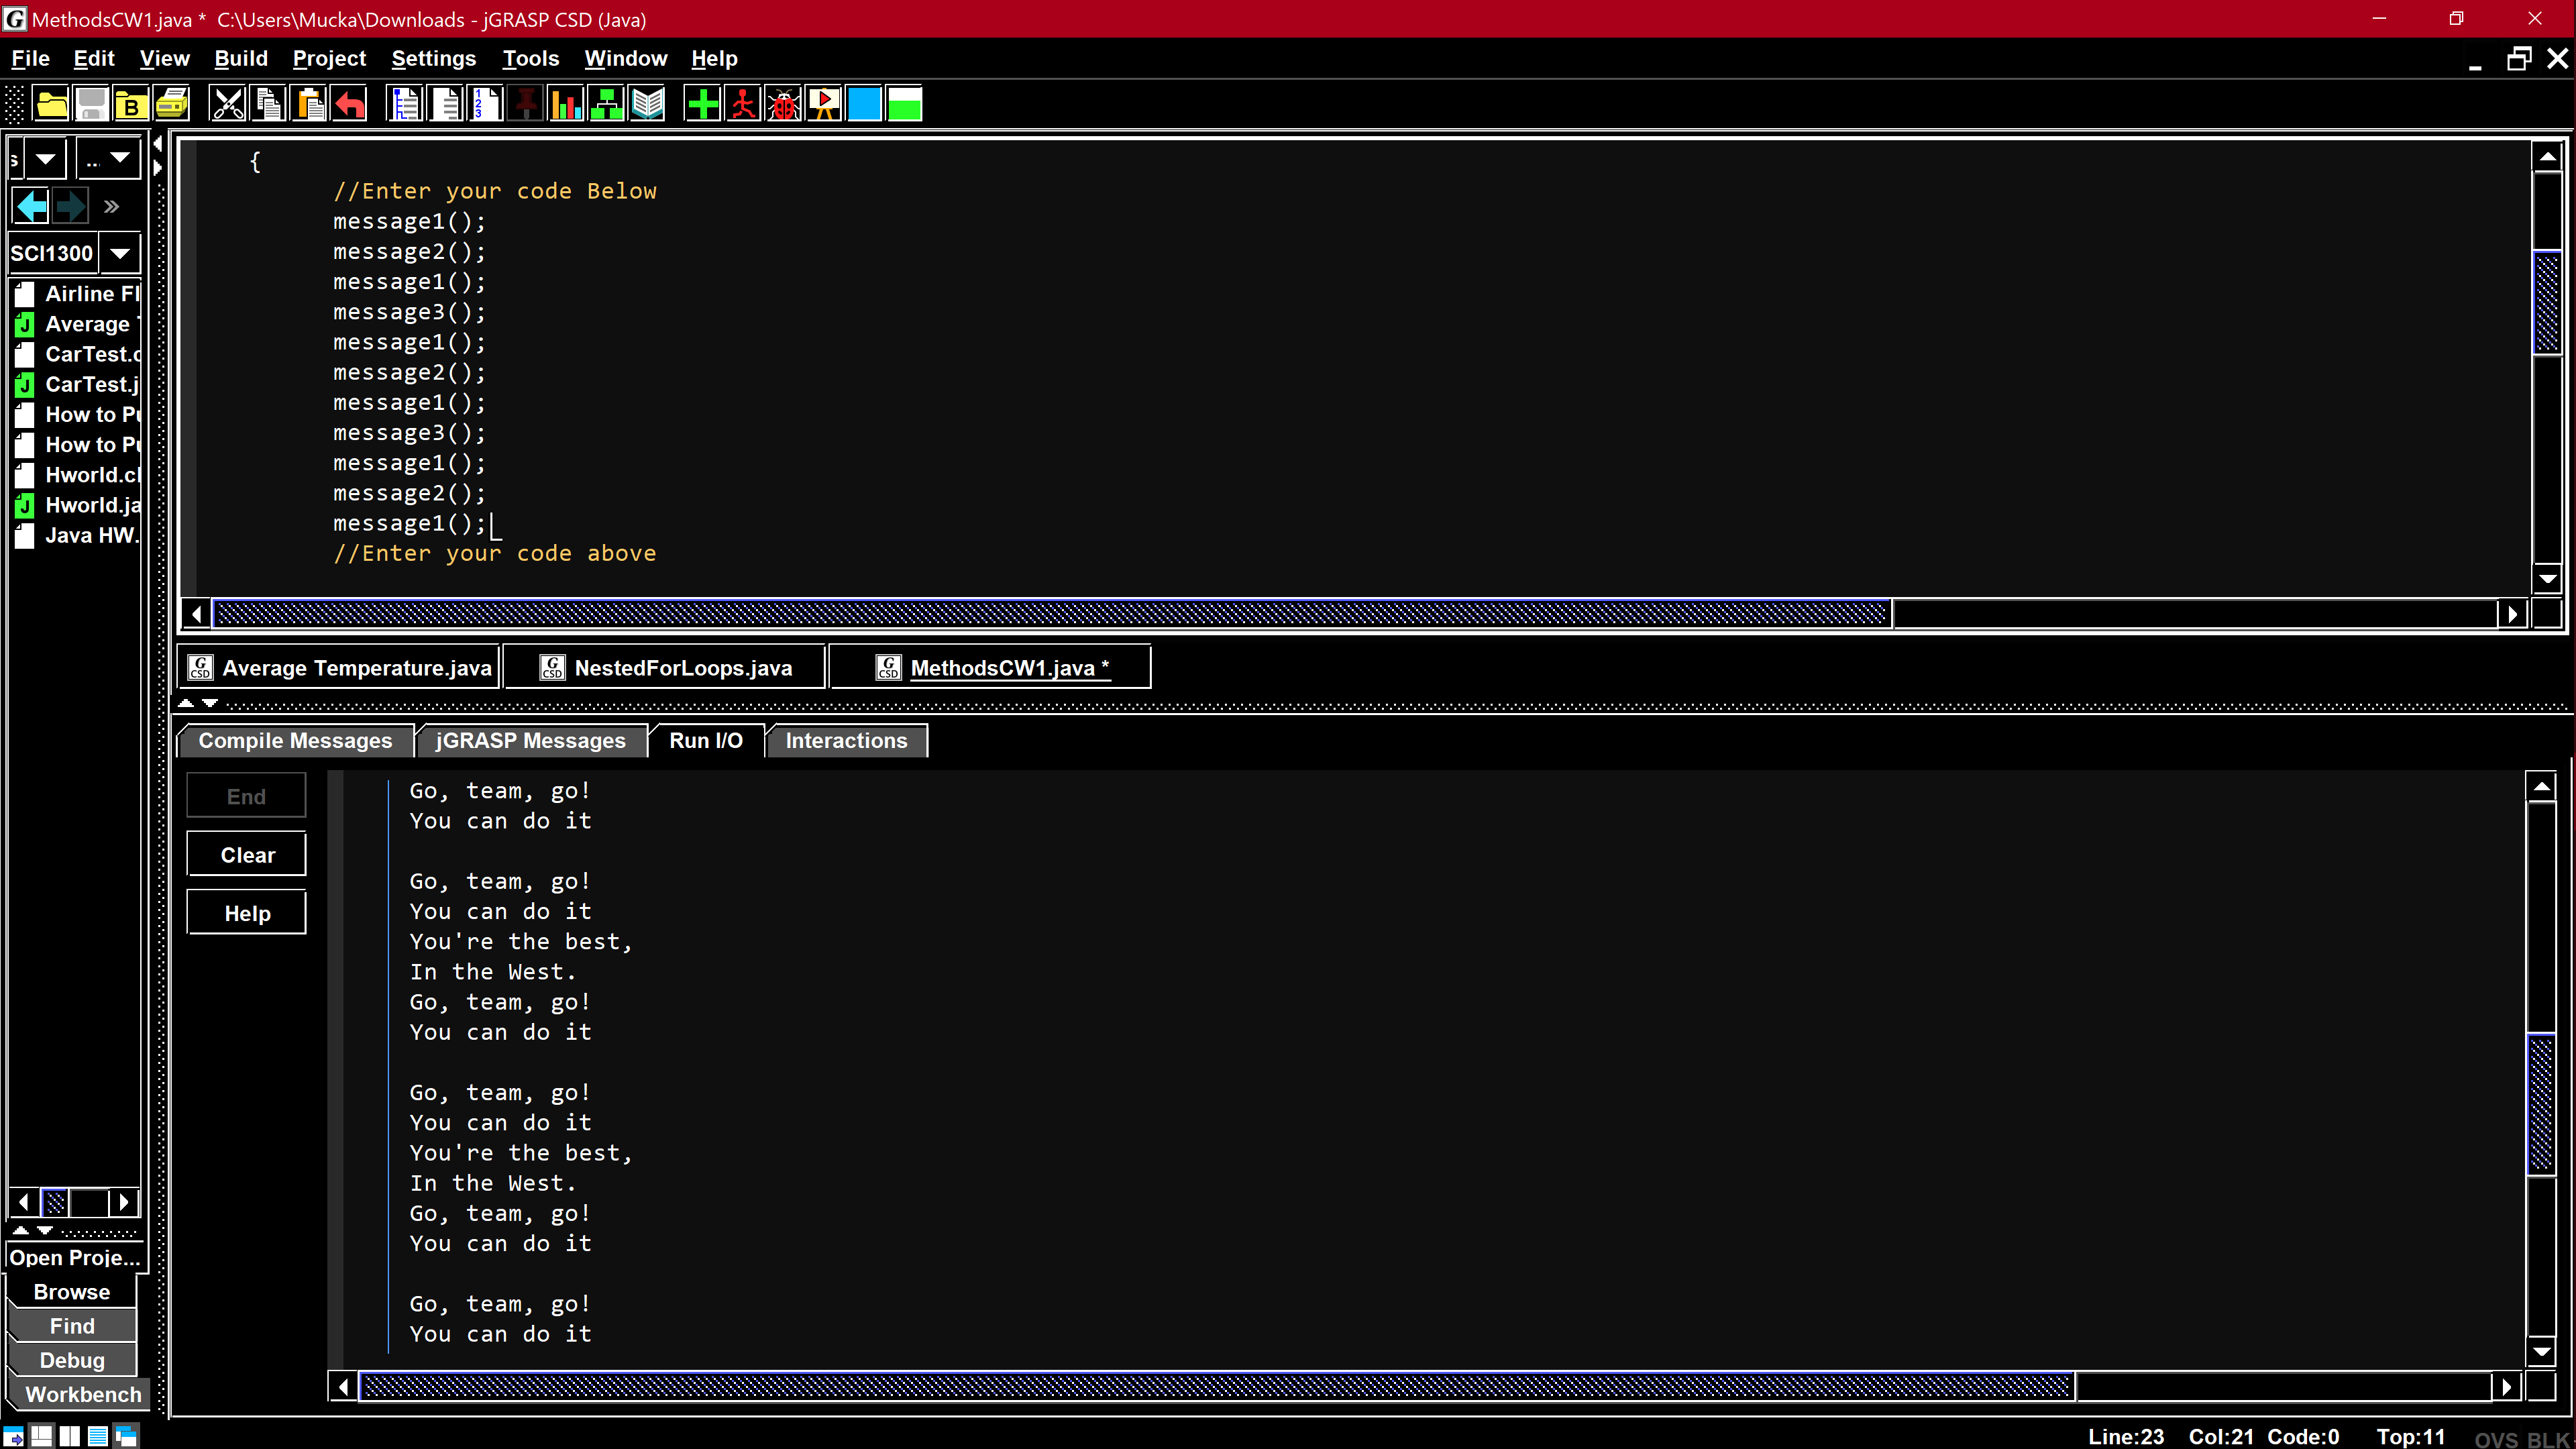 MethodsCW1.java * C:\Users\Mucka\Downloads - jGRASP CSD (Java)
File Edit View Build Project Settings Tools Window Help
s ...
SCI1300
Airline Fl
Average
CarTest.c
CarTest.j
How to Pu
How to Pu
Hworld.cl
Hworld.ja
Java HW.
Open Proje...
Browse
Find
Debug
Workbench
{
//Enter your code Below
message1();
message2();
message1();
message3();
message1();
message2();
message1();
message3();
message1();
message2();
message1();
//Enter your code above
Average Temperature.java NestedForLoops.java MethodsCW1.java *
Compile Messages jGRASP Messages Run I/O Interactions
End
Clear
Help
Go, team, go!
You can do it
Go, team, go!
You can do it
You're the best,
In the West.
Go, team, go!
You can do it
Go, team, go!
You can do it
You're the best,
In the West.
Go, team, go!
You can do it
Go, team, go!
You can do it
Line:23 Col:21 Code:0 Top:11 OVS BLK